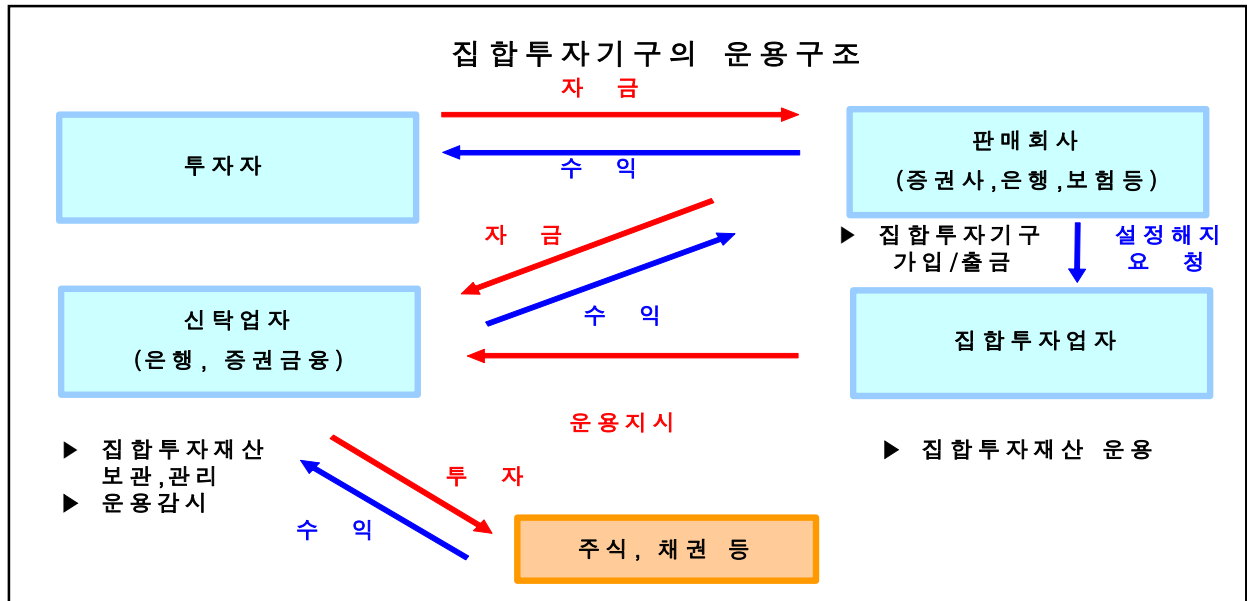 집합투자기구의 운용구조
자 금
투자자
수 익
판매회사
(증권사,은행,보험등)
자 금
▶ 집합투자기구
가입/출금
설정해지
요 청
수 익
신탁업자
(은행, 증권금융)
집합투자업자
운용지시
▶ 집합투자재산
보관,관리
▶ 운용감시
▶ 집합투자재산 운용
투 자
수 익
주식, 채권 등